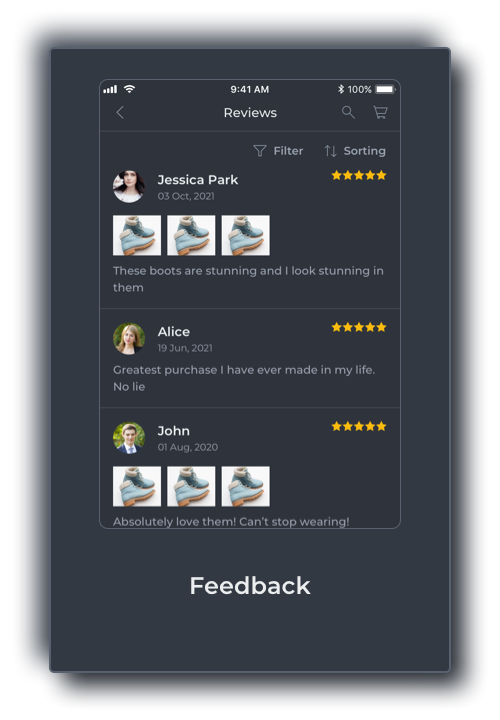 9:41 AM
100%
Reviews
Filter
Sorting
Jessica Park
03 Oct, 2021
These boots are stunning and I look stunning in
them
Alice
19 Jun, 2021
Greatest purchase I have ever made in my life.
No lie
John
01 Aug, 2020
Absolutely love them! Can't stop wearing!
Feedback